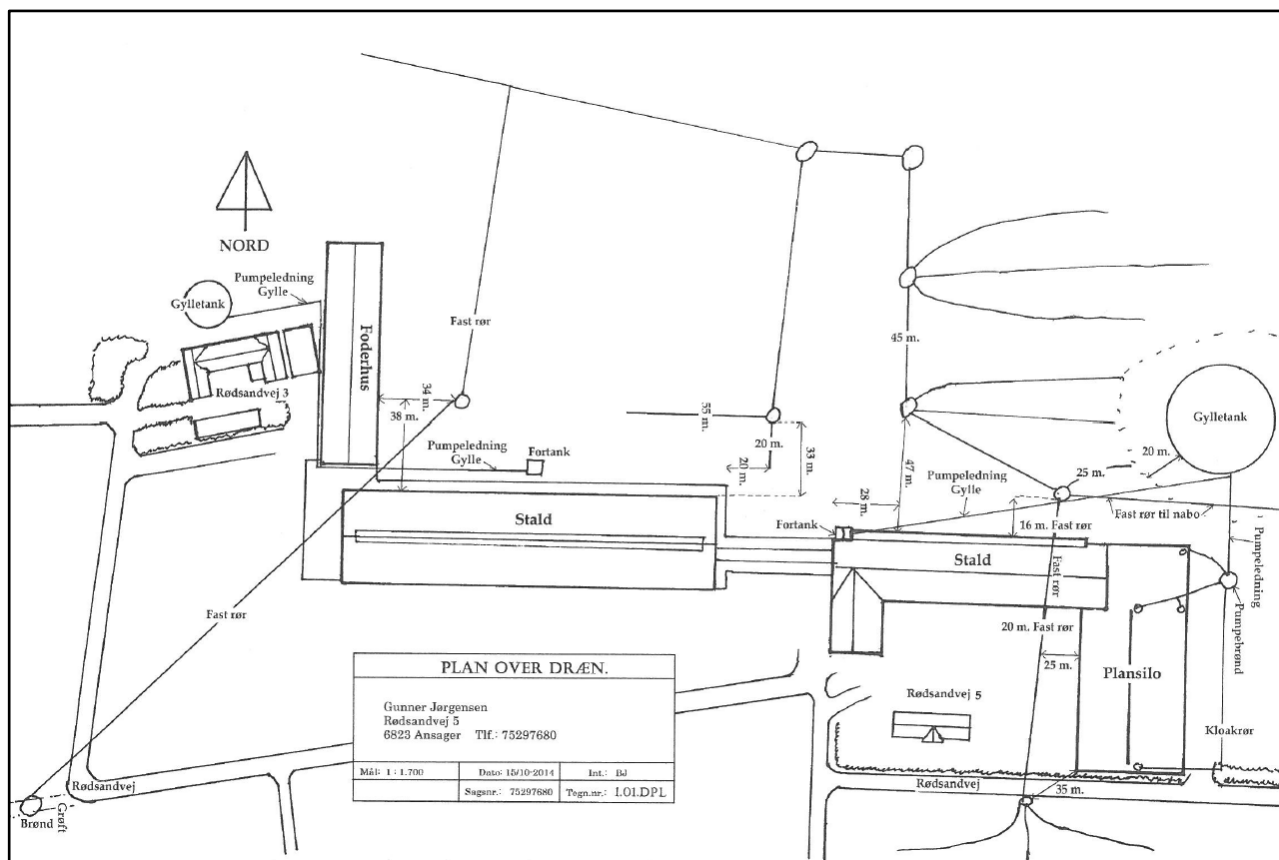 NORD
Pumpeledning
Gylle
Gylletank
Foderhus
Fast rør
45 m.
Rødsandvej 3
34 m.
38 m.
55 m.
20 m.
20 m.
33 m.
47 m.
Gylletank
20 m.
25 m.
Pumpeledning
Gylle
Fortank
Pumpeledning
Gylle
28 m.
Fast rør til nabo
16 m. Fast rør
Stald
Fortank
Stald
Fast rør
Pumpeledning
Pumpebrønd
Fast rør
20 m. Fast rør
25 m.
Plansilo
Rødsandvej 5
Kloakrør
PLAN OVER DRÆN.
Gunner Jørgensen
Rødsandvej 5
6823 Ansager Tlf.: 75297680
Mål: 1 : 1.700 Dato: 15/10-2014 Int.: BJ
Sagsnr.: 75297680 Tegn.nr.: 1.01.DPL
Rødsandvej
Rødsandvej
35 m.
Brønd
Grøft